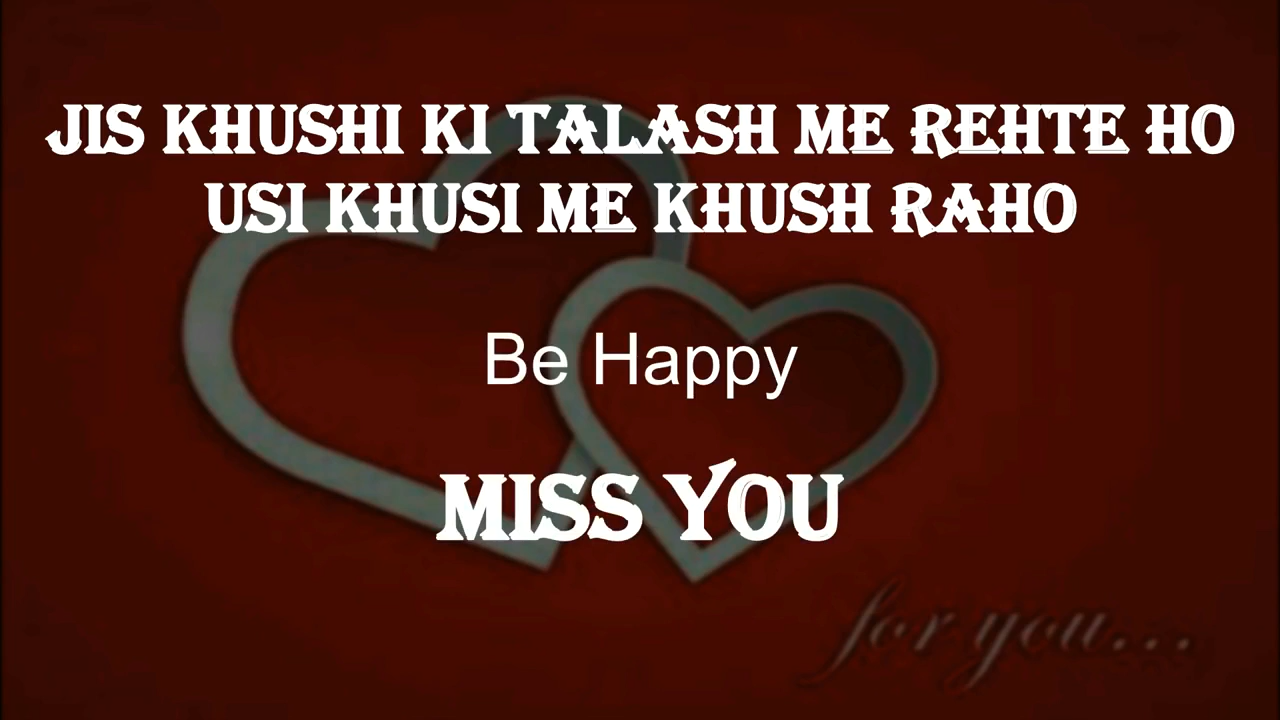 JIS KHUSHI KI TALASH ME REHTE HO
USI KHUSI ME KHUSH RAHO
Be Happy
MISS YOU
for you...